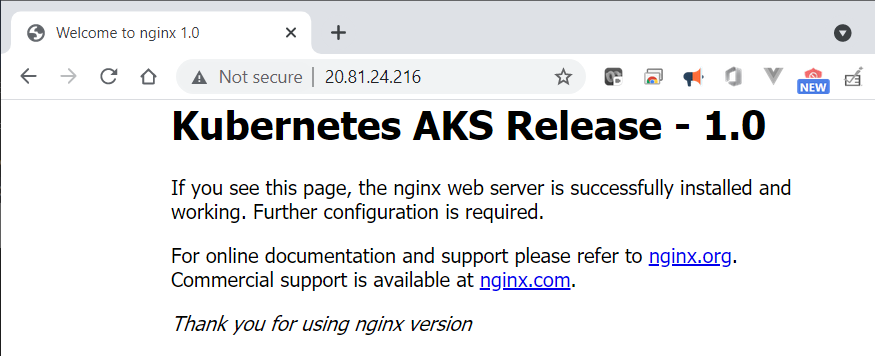 Welcome to nginx 1.0
Not secure
20.81.24.216
NEW
Kubernetes AKS Release - 1.0
If you see this page, the nginx web server is successfully installed and
working. Further configuration is required.
For online documentation and support please refer to nginx.org.
Commercial support is available at nginx.com.
Thank you for using nginx version